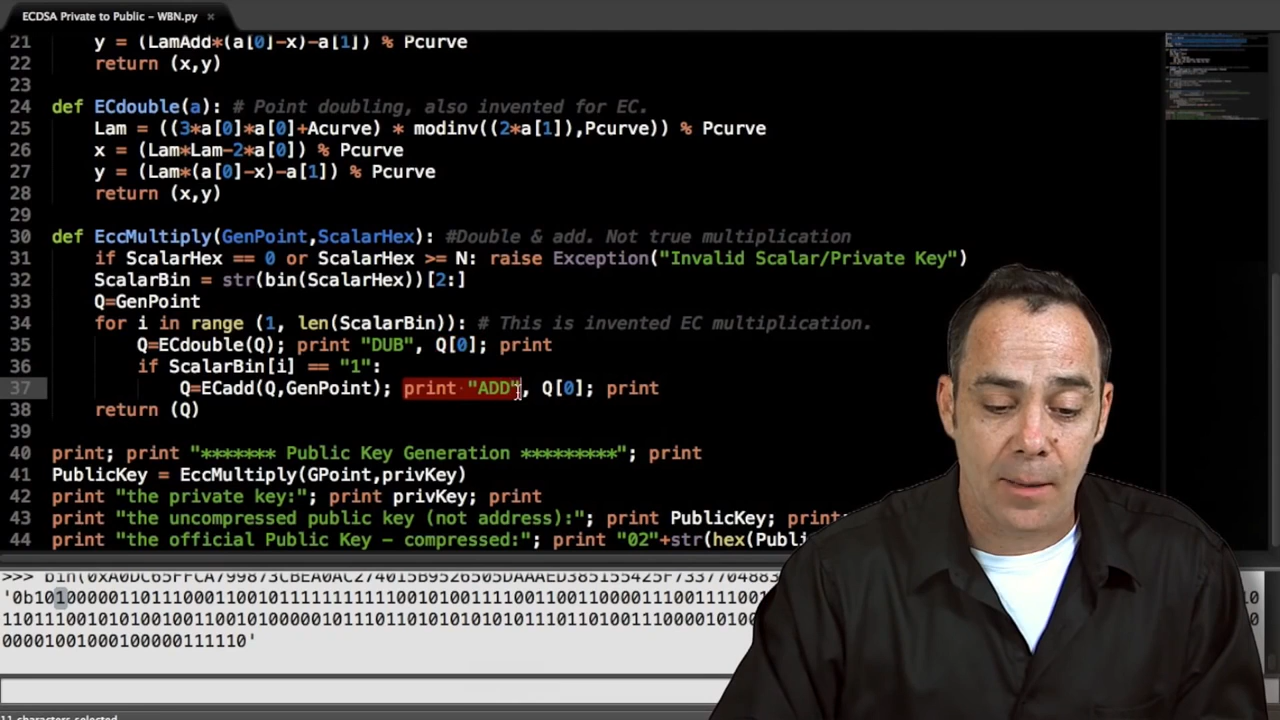 ECDSA Private to Public - WBN.py ×
21 y = (LamAdd*(a[0]-x)-a[1]) % Pcurve
22 return (x,y)
23
24 def ECdouble(a): # Point doubling, also invented for EC.
25 Lam = ((3*a[0]*a[0]+Acurve) * modinv((2*a[1]),Pcurve)) % Pcurve
26 x = (Lam*Lam-2*a[0]) % Pcurve
27 y = (Lam*(a[0]-x)-a[1]) % Pcurve
28 return (x,y)
29
30 def EccMultiply(GenPoint,ScalarHex): #Double & add. Not true multiplication
31 if ScalarHex == 0 or ScalarHex >= N: raise Exception("Invalid Scalar/Private Key")
32 ScalarBin = str(bin(ScalarHex))[2:]
33 Q=GenPoint
34 for i in range (1, len(ScalarBin)): # This is invented EC multiplication.
35 Q=ECdouble(Q); print "DUB", Q[0]; print
36 if ScalarBin[i] == "1":
37 Q=ECadd(Q,GenPoint); print "ADD", Q[0]; print
38 return (Q)
39
40 print; print "******* Public Key Generation *********"; print
41 PublicKey = EccMultiply(GPoint,privKey)
42 print "the private key:"; print privKey; print
43 print "the uncompressed public key (not address):"; print PublicKey; print
44 print "the official Public Key - compressed:"; print "02"+str(hex(Publi
>>>
000001001000100000111110'
11 characters selected